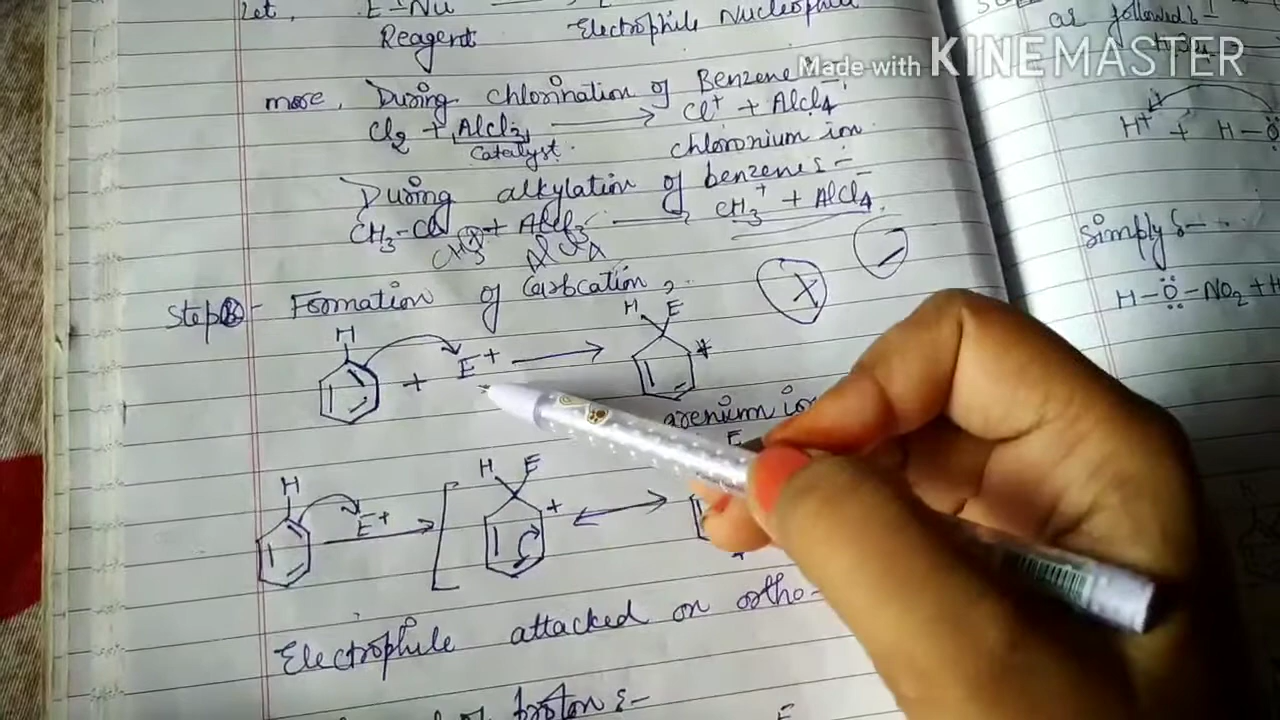 Let, E-Nu
Reagent Electrophile Nucleophile
more, During chlorination of Benzene :-
Cl2 + AlCl3 → Cl+ + AlCl4-
Catalyst. chloronium ion
During alkylation of benzene :-
CH3-Cl + AlCl3 → CH3+ + AlCl4-
Step - Formation of Carbcation
X
H H E
+ E+ → +
arenium ion
E
H H E
E+ → [ + ↔
Electrophile attacked on ortho-
proton :-
E
as followed :-
H+ + H-O
Simply :-
H-O-NO2 + H
Made with KINEMASTER